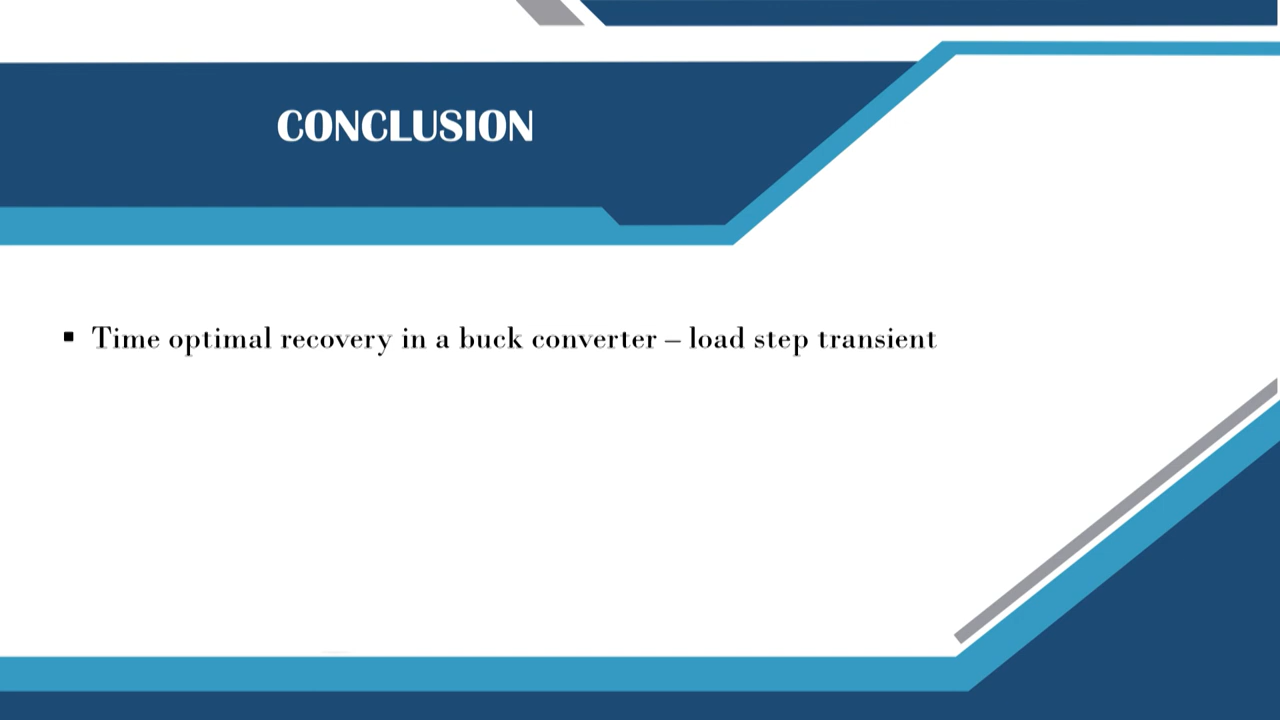 CONCLUSION
▪ Time optimal recovery in a buck converter – load step transient